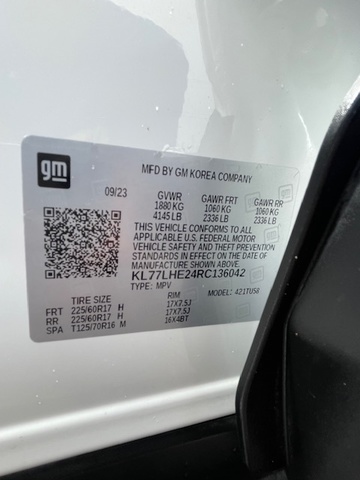 gm
MFD BY GM KOREA COMPANY
09/23 GVWR GAWR FRT GAWR RR
1880 KG 1060 KG 1060 KG
4145 LB 2336 LB 2336 LB
THIS VEHICLE CONFORMS TO ALL
APPLICABLE U.S. FEDERAL MOTOR
VEHICLE SAFETY AND THEFT PREVENTION
STANDARDS IN EFFECT ON THE DATE OF
MANUFACTURE SHOWN ABOVE.
KL77LHE24RC136042
TYPE: MPV MODEL: 421TU58
TIRE SIZE RIM
FRT 225/60R17 H 17X7.5J
RR 225/60R17 H 17X7.5J
SPA T125/70R16 M 16X4BT